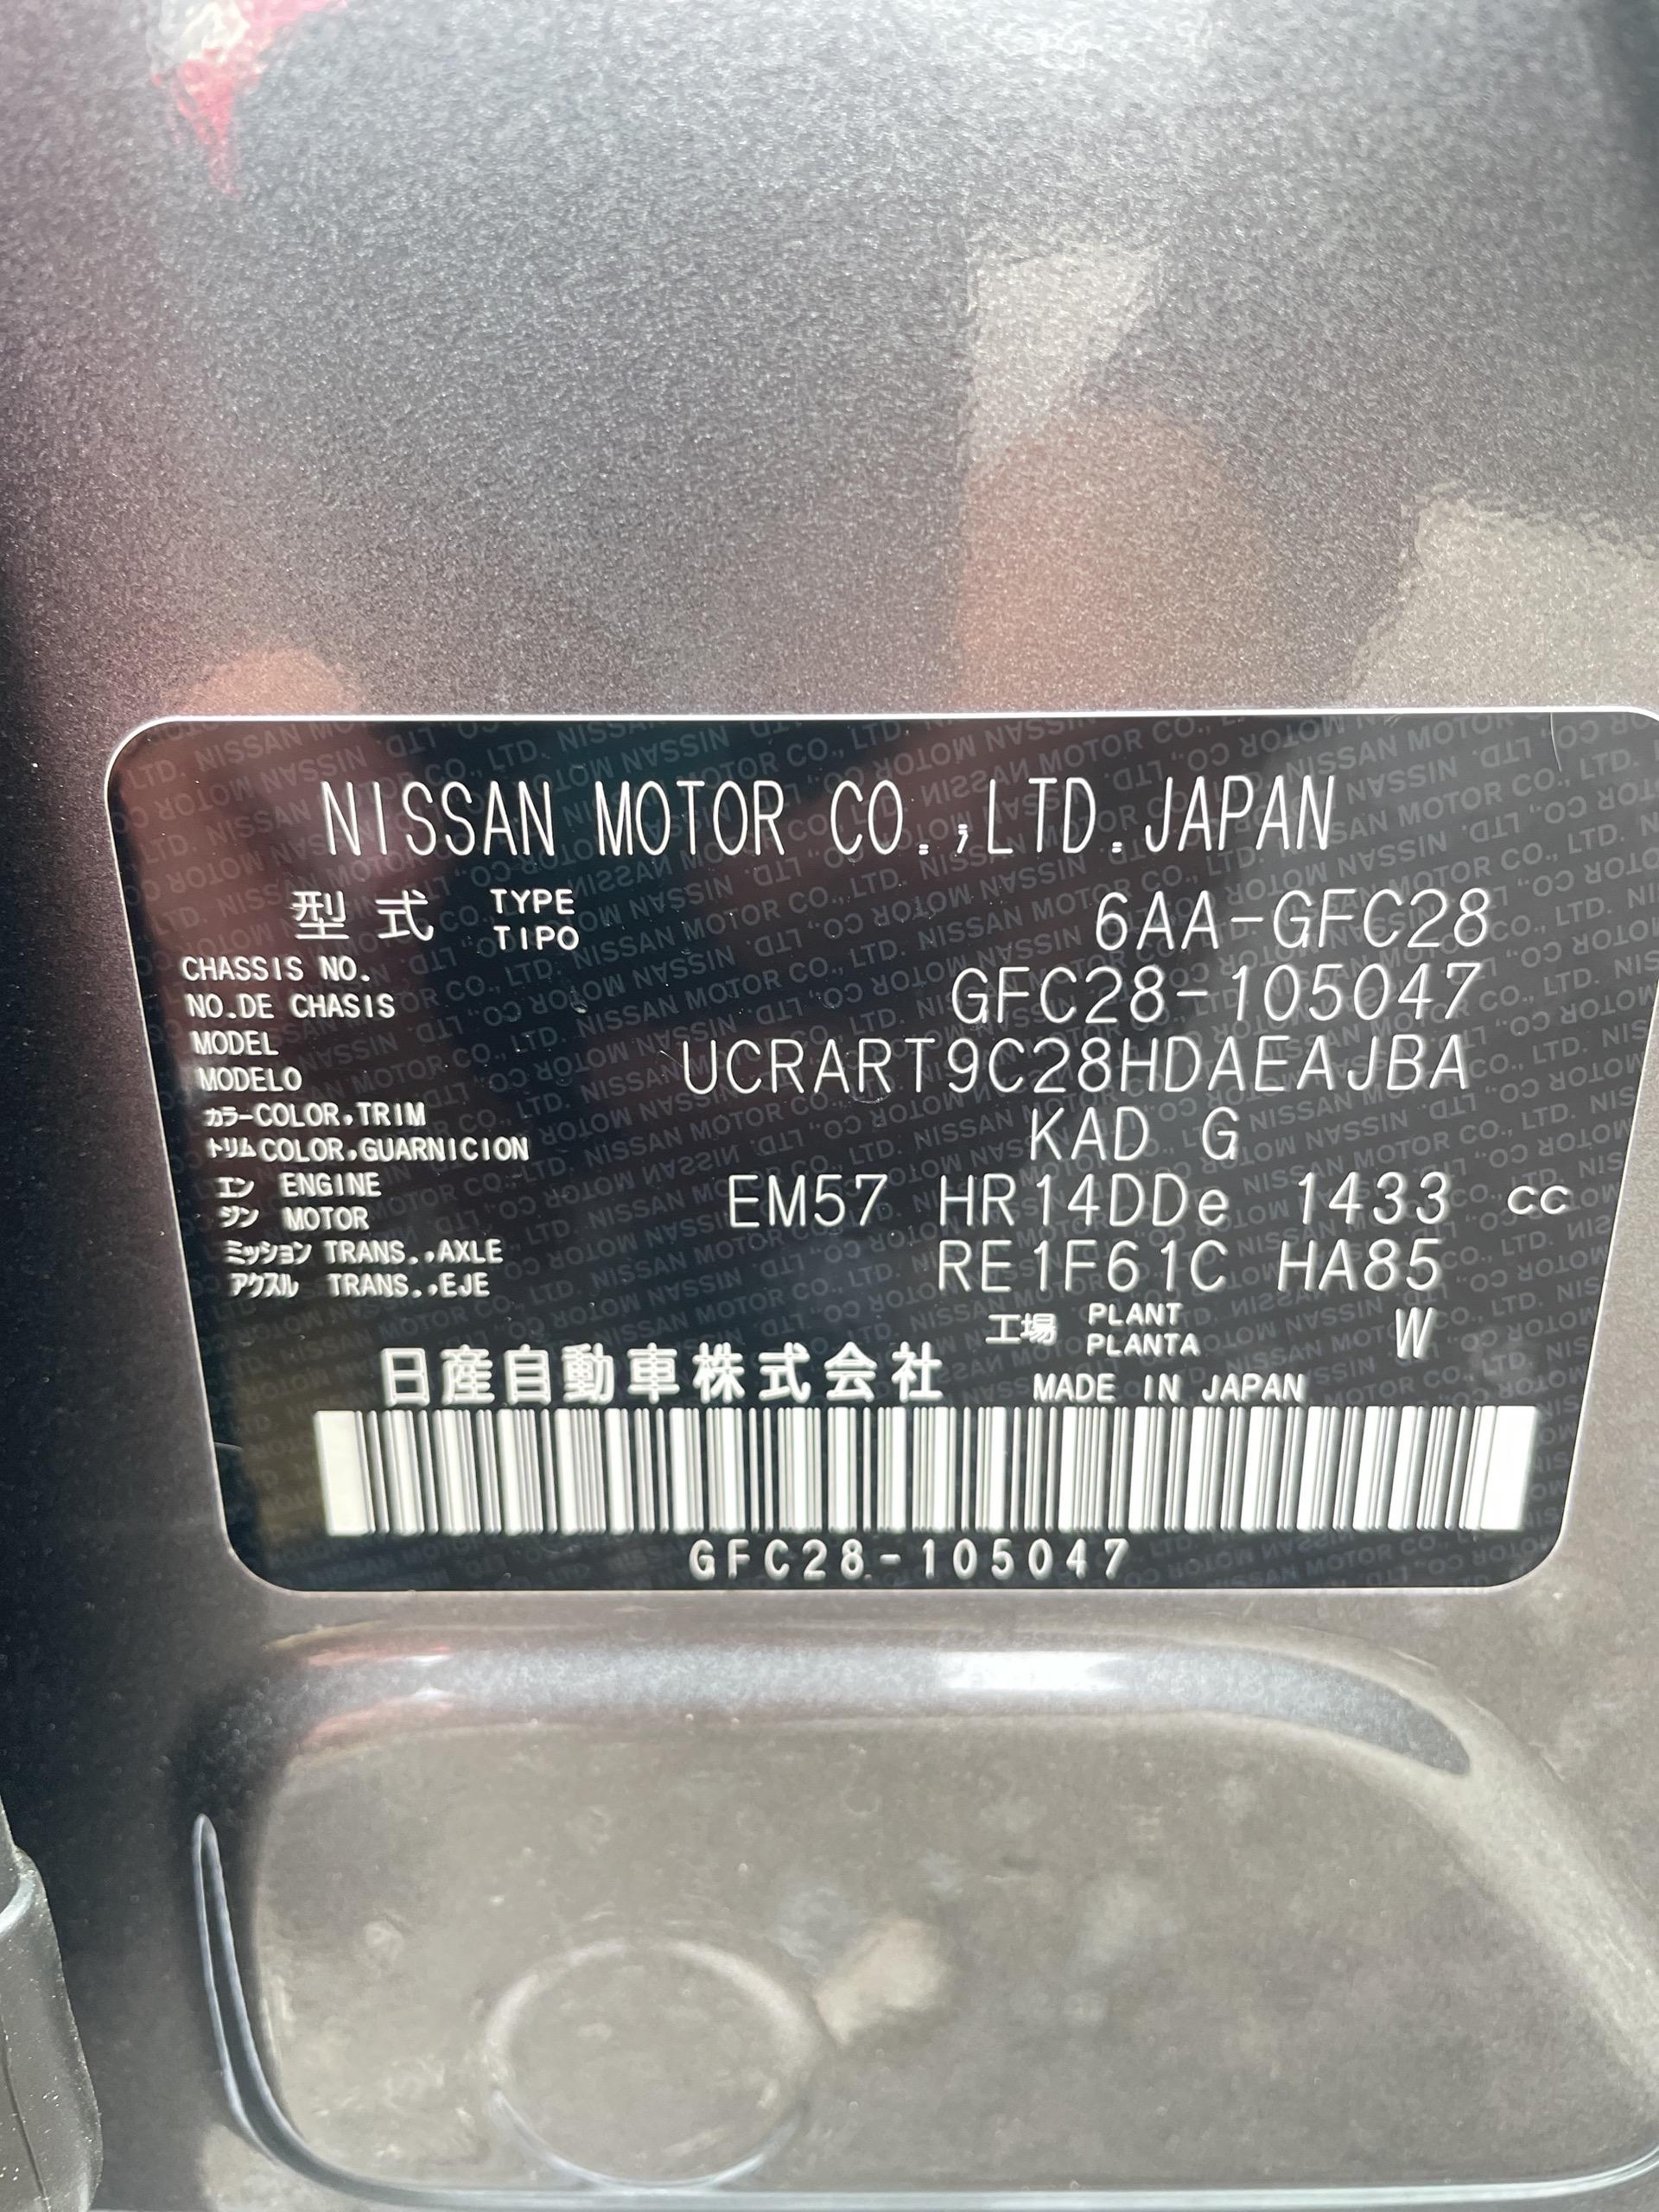 NISSAN MOTOR CO.,LTD.JAPAN
型式 TYPE TIPO 6AA-GFC28
CHASSIS NO.
NO.DE CHASIS GFC28-105047
MODEL
MODELO UCRART9C28HDAEAJBA
カラー COLOR,TRIM
トリム COLOR,GUARNICION KAD G
エン ENGINE
ジン MOTOR EM57 HR14DDe 1433 cc
ミッション TRANS.,AXLE
アクスル TRANS.,EJE RE1F61C HA85
工場 PLANT PLANTA W
日産自動車株式会社 MADE IN JAPAN
GFC28-105047